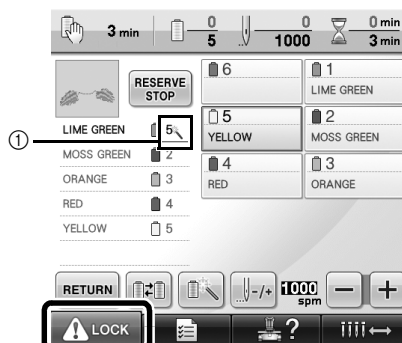 3 min 0 5 0 1000 0 min 3 min
RESERVE STOP
LIME GREEN 5
MOSS GREEN 2
ORANGE 3
RED 4
YELLOW 5
6
1 LIME GREEN
5 YELLOW
2 MOSS GREEN
4 RED
3 ORANGE
①
RETURN -/+ 1000 spm − +
LOCK ?